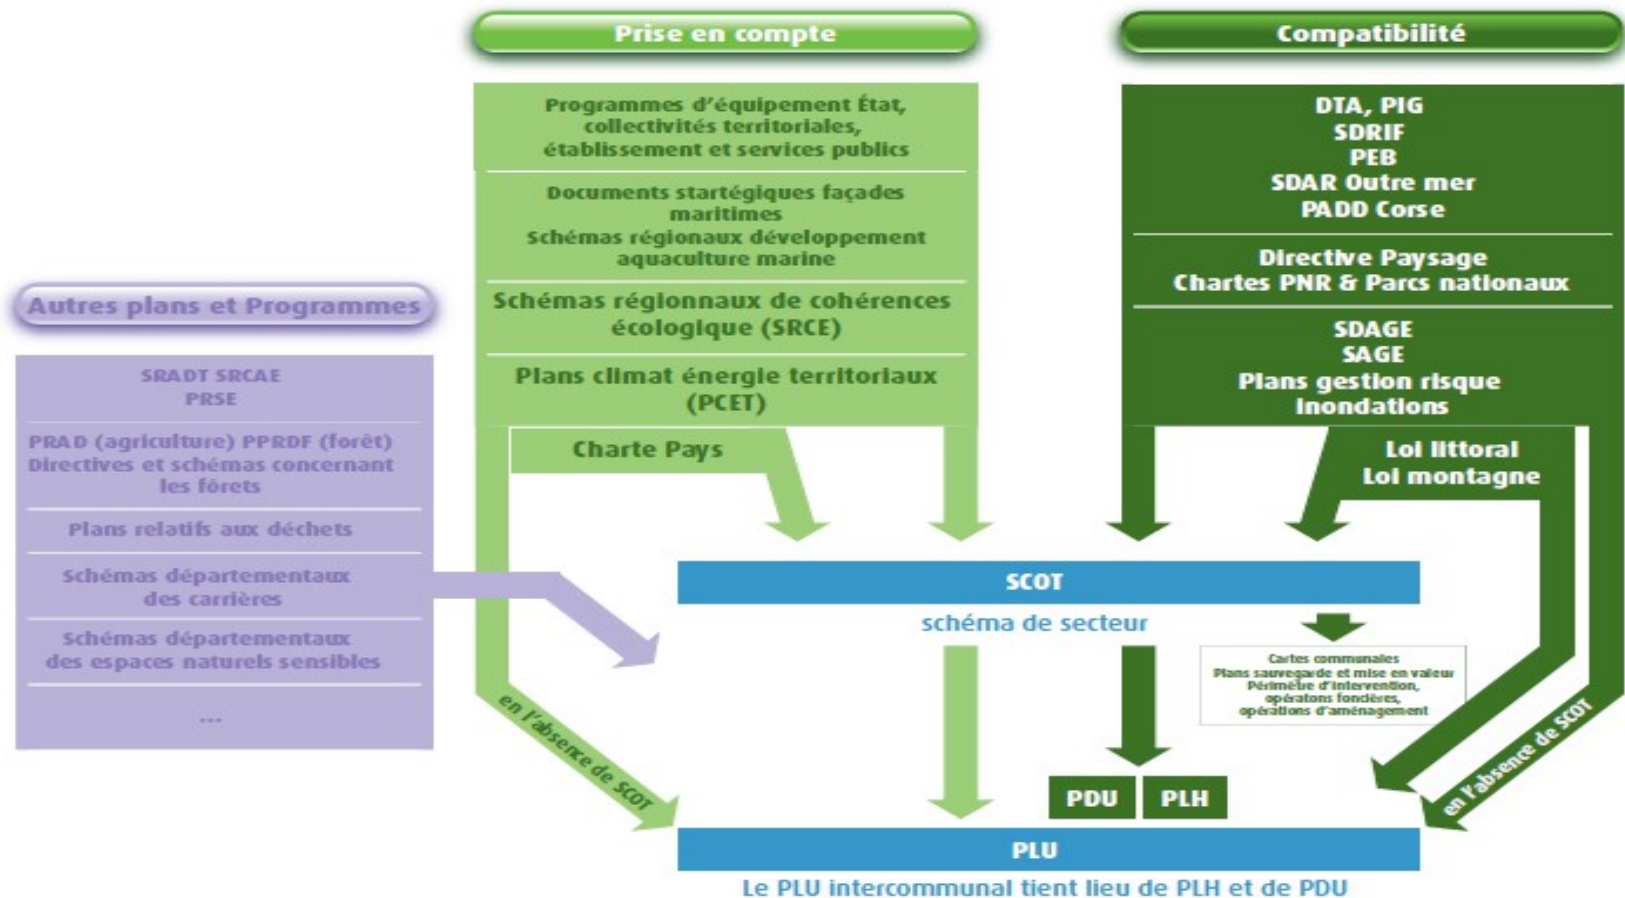 Prise en compte
Programmes d'équipement État,
collectivités territoriales,
établissement et services publics
Documents startégiques façades
maritimes
Schémas régionaux développement
aquaculture marine
Schémas régionnaux de cohérences
écologique (SRCE)
Plans climat énergie territoriaux
(PCET)
Charte Pays
Compatibilité
DTA, PIG
SDRIF
PEB
SDAR Outre mer
PADD Corse
Directive Paysage
Chartes PNR & Parcs nationaux
SDAGE
SAGE
Plans gestion risque
inondations
Loi littoral
Loi montagne
Autres plans et Programmes
SRADT SRCAE
PRSE
PRAD (agriculture) PPRDF (forêt)
Directives et schémas concernant
les fôrets
Plans relatifs aux déchets
Schémas départementaux
des carrières
Schémas départementaux
des espaces naturels sensibles
...
SCOT
schéma de secteur
Cartes communales
Plans sauvegarde et mise en valeur
Périmètre d'intervention,
opératons foncières,
opérations d'aménagement
en l'absence de SCOT
en l'absence de SCOT
PDU
PLH
PLU
Le PLU intercommunal tient lieu de PLH et de PDU